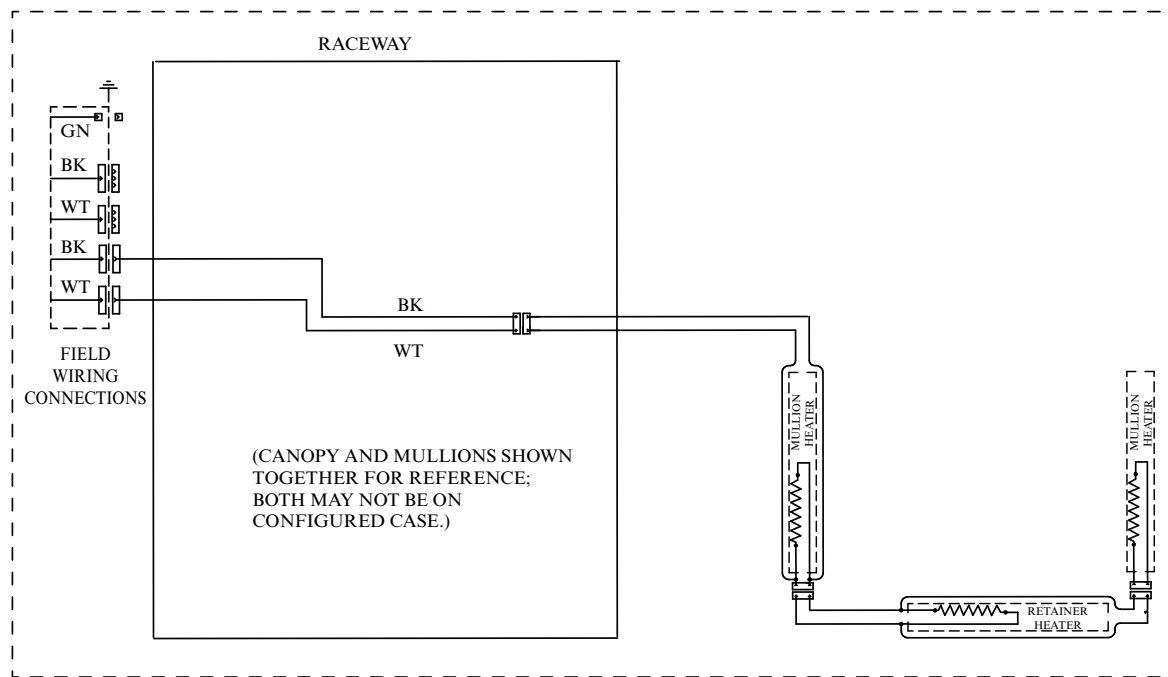 RACEWAY
GN
BK
WT
BK
WT
FIELD
WIRING
CONNECTIONS
BK
WT
(CANOPY AND MULLIONS SHOWN
TOGETHER FOR REFERENCE;
BOTH MAY NOT BE ON
CONFIGURED CASE.)
MULLION
HEATER
RETAINER
HEATER
MULLION
HEATER